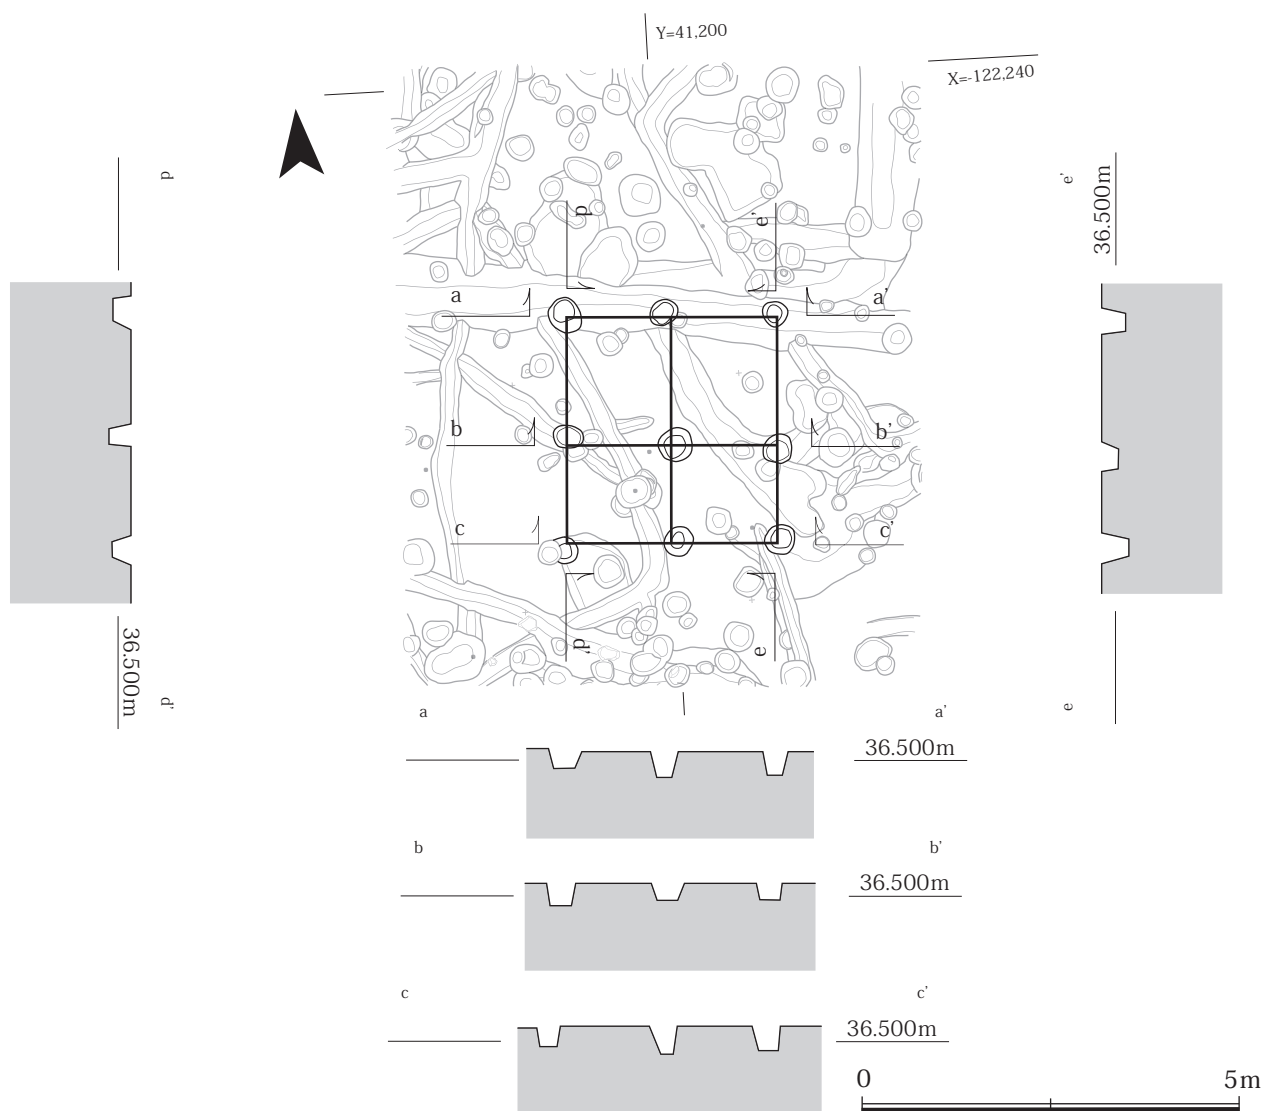 Y=41,200
X=-122,240
d
e'
36.500m
d
e'
a
a'
b
b'
c
c'
d'
e
36.500m
d'
e
a
a'
36.500m
b
b'
36.500m
c
c'
36.500m
0
5m